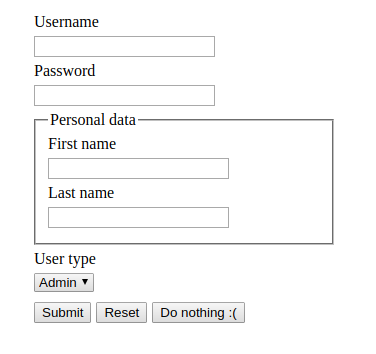 Username
Password
Personal data
First name
Last name
User type
Admin
Submit Reset Do nothing :(